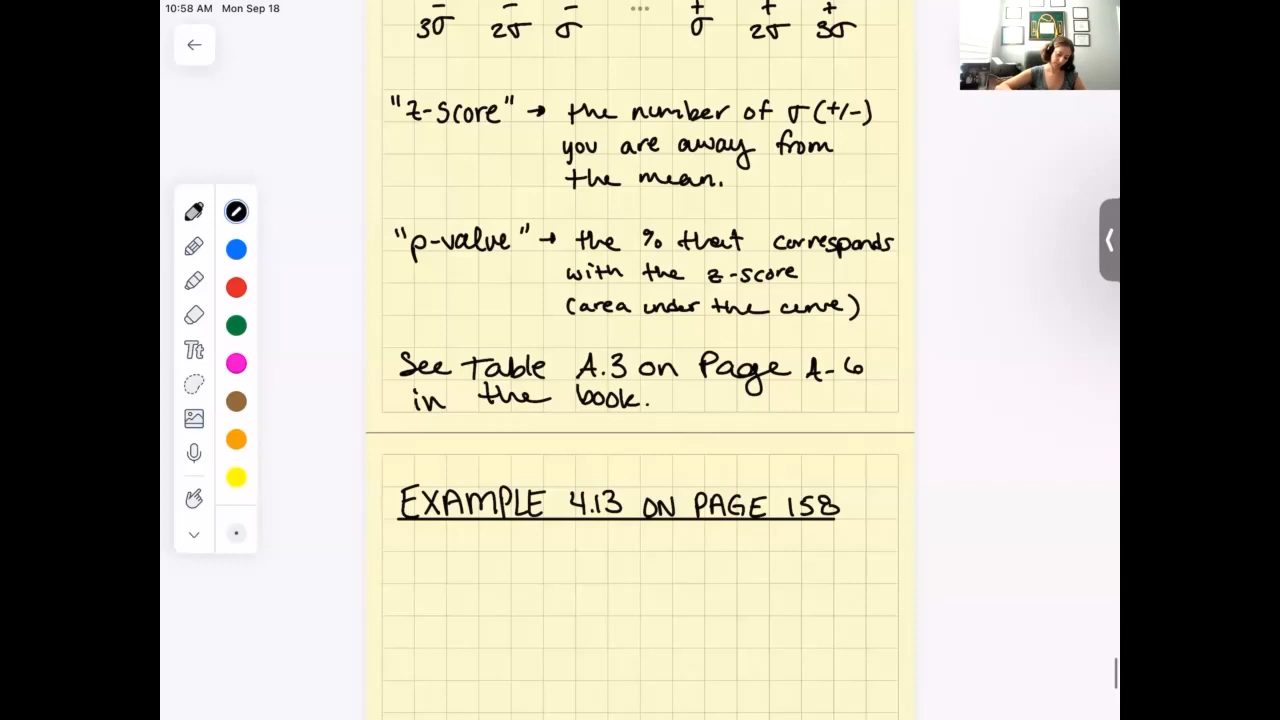 10:58 AM Mon Sep 18
- - - ... + + +
3σ 2σ σ σ 2σ 3σ
"z-score" → the number of σ (+/-)
you are away from
the mean.
"p-value" → the % that corresponds
with the z-score
(area under the curve)
See Table A.3 on Page A-6
in the book.
EXAMPLE 4.13 ON PAGE 158
Tt